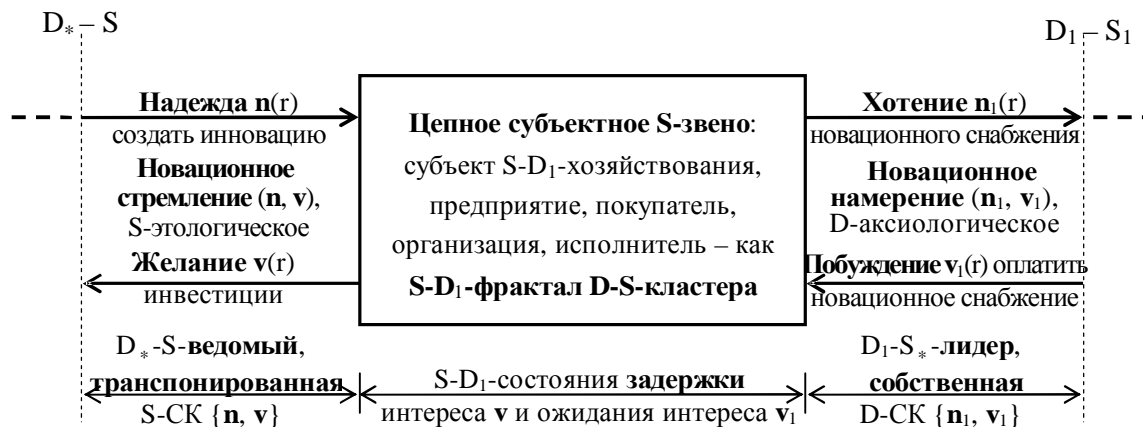 D* – S
D₁ – S₁
Надежда n(r)
создать инновацию
Новационное
стремление (n, v),
S-этологическое
Желание v(r)
инвестиции
Цепное субъектное S-звено:
субъект S-D₁-хозяйствования,
предприятие, покупатель,
организация, исполнитель – как
S-D₁-фрактал D-S-кластера
Хотение n₁(r)
новационного снабжения
Новационное
намерение (n₁, v₁),
D-аксиологическое
Побуждение v₁(r) оплатить
новационное снабжение
D*-S-ведомый,
транспонированная
S-СК {n, v}
S-D₁-состояния задержки
интереса v и ожидания интереса v₁
D₁-S*-лидер,
собственная
D-СК {n₁, v₁}